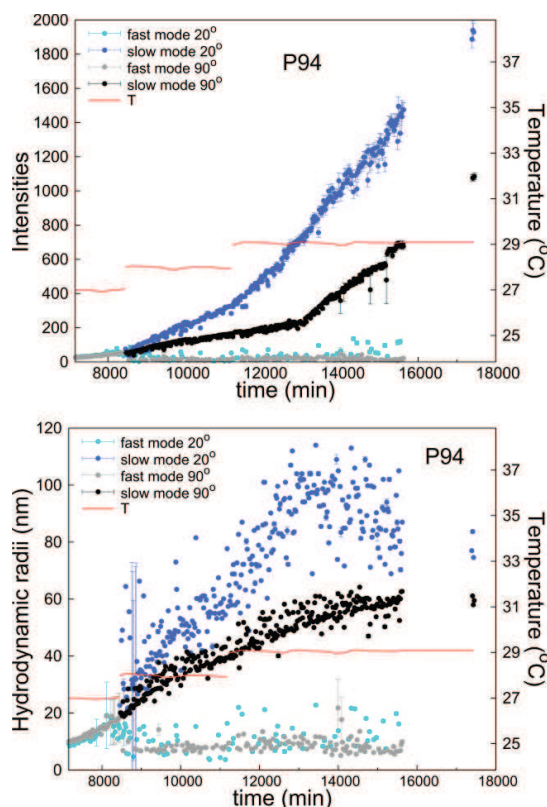 P94
fast mode 20°
slow mode 20°
fast mode 90°
slow mode 90°
T
Intensities
2000
1800
1600
1400
1200
1000
800
600
400
200
0
37
35
33
31
29
27
25
Temperature (°C)
8000 10000 12000 14000 16000 18000
time (min)
P94
fast mode 20°
slow mode 20°
fast mode 90°
slow mode 90°
T
Hydrodynamic radii (nm)
120
100
80
60
40
20
0
37
35
33
31
29
27
25
Temperature (°C)
8000 10000 12000 14000 16000 18000
time (min)